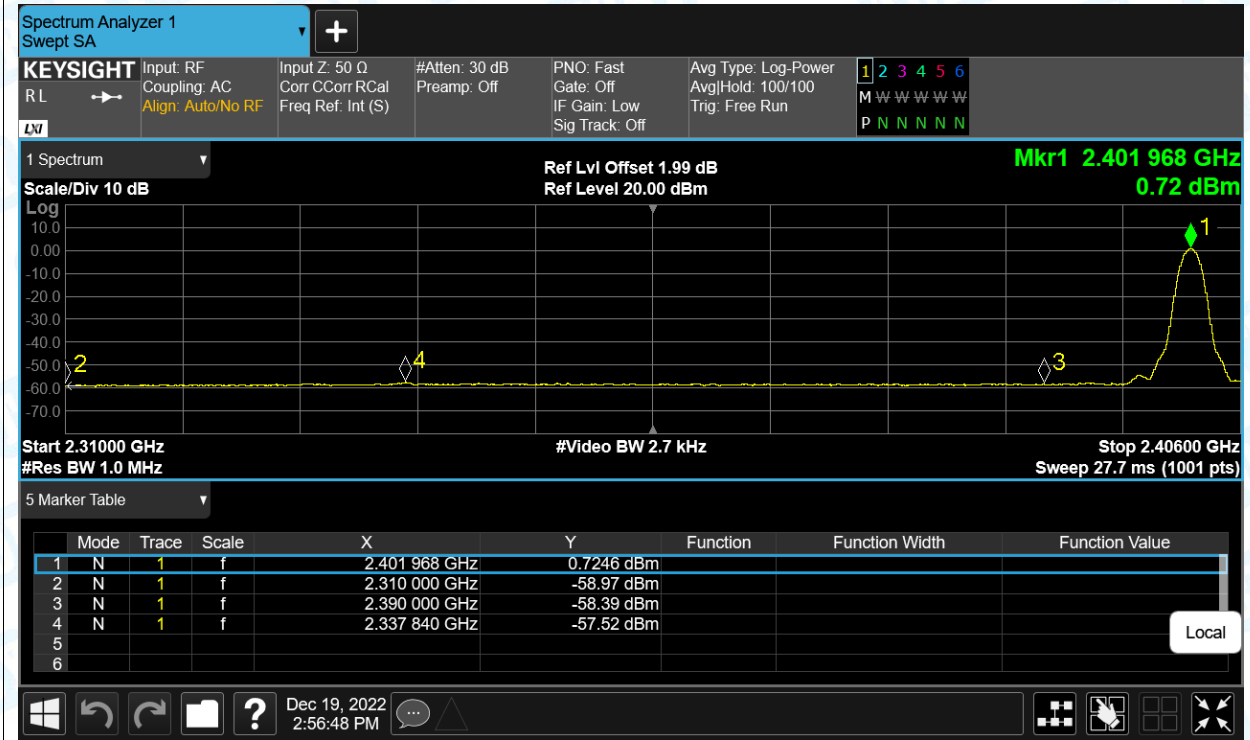 Spectrum Analyzer 1
Swept SA
KEYSIGHT
R L
LXI
Input: RF
Coupling: AC
Align: Auto/No RF
Input Z: 50 Ω
Corr CCorr RCal
Freq Ref: Int (S)
#Atten: 30 dB
Preamp: Off
PNO: Fast
Gate: Off
IF Gain: Low
Sig Track: Off
Avg Type: Log-Power
Avg|Hold: 100/100
Trig: Free Run
1 2 3 4 5 6
M W W W W W
P N N N N N
1 Spectrum
Scale/Div 10 dB
Ref Lvl Offset 1.99 dB
Ref Level 20.00 dBm
Mkr1 2.401 968 GHz
0.72 dBm
Log
10.0
0.00
-10.0
-20.0
-30.0
-40.0
-50.0
-60.0
-70.0
1
2
4
3
Start 2.31000 GHz
#Video BW 2.7 kHz
Stop 2.40600 GHz
#Res BW 1.0 MHz
Sweep 27.7 ms (1001 pts)
5 Marker Table
Mode Trace Scale X Y Function Function Width Function Value
1 N 1 f 2.401 968 GHz 0.7246 dBm
2 N 1 f 2.310 000 GHz -58.97 dBm
3 N 1 f 2.390 000 GHz -58.39 dBm
4 N 1 f 2.337 840 GHz -57.52 dBm
5
6
Local
?
Dec 19, 2022
2:56:48 PM